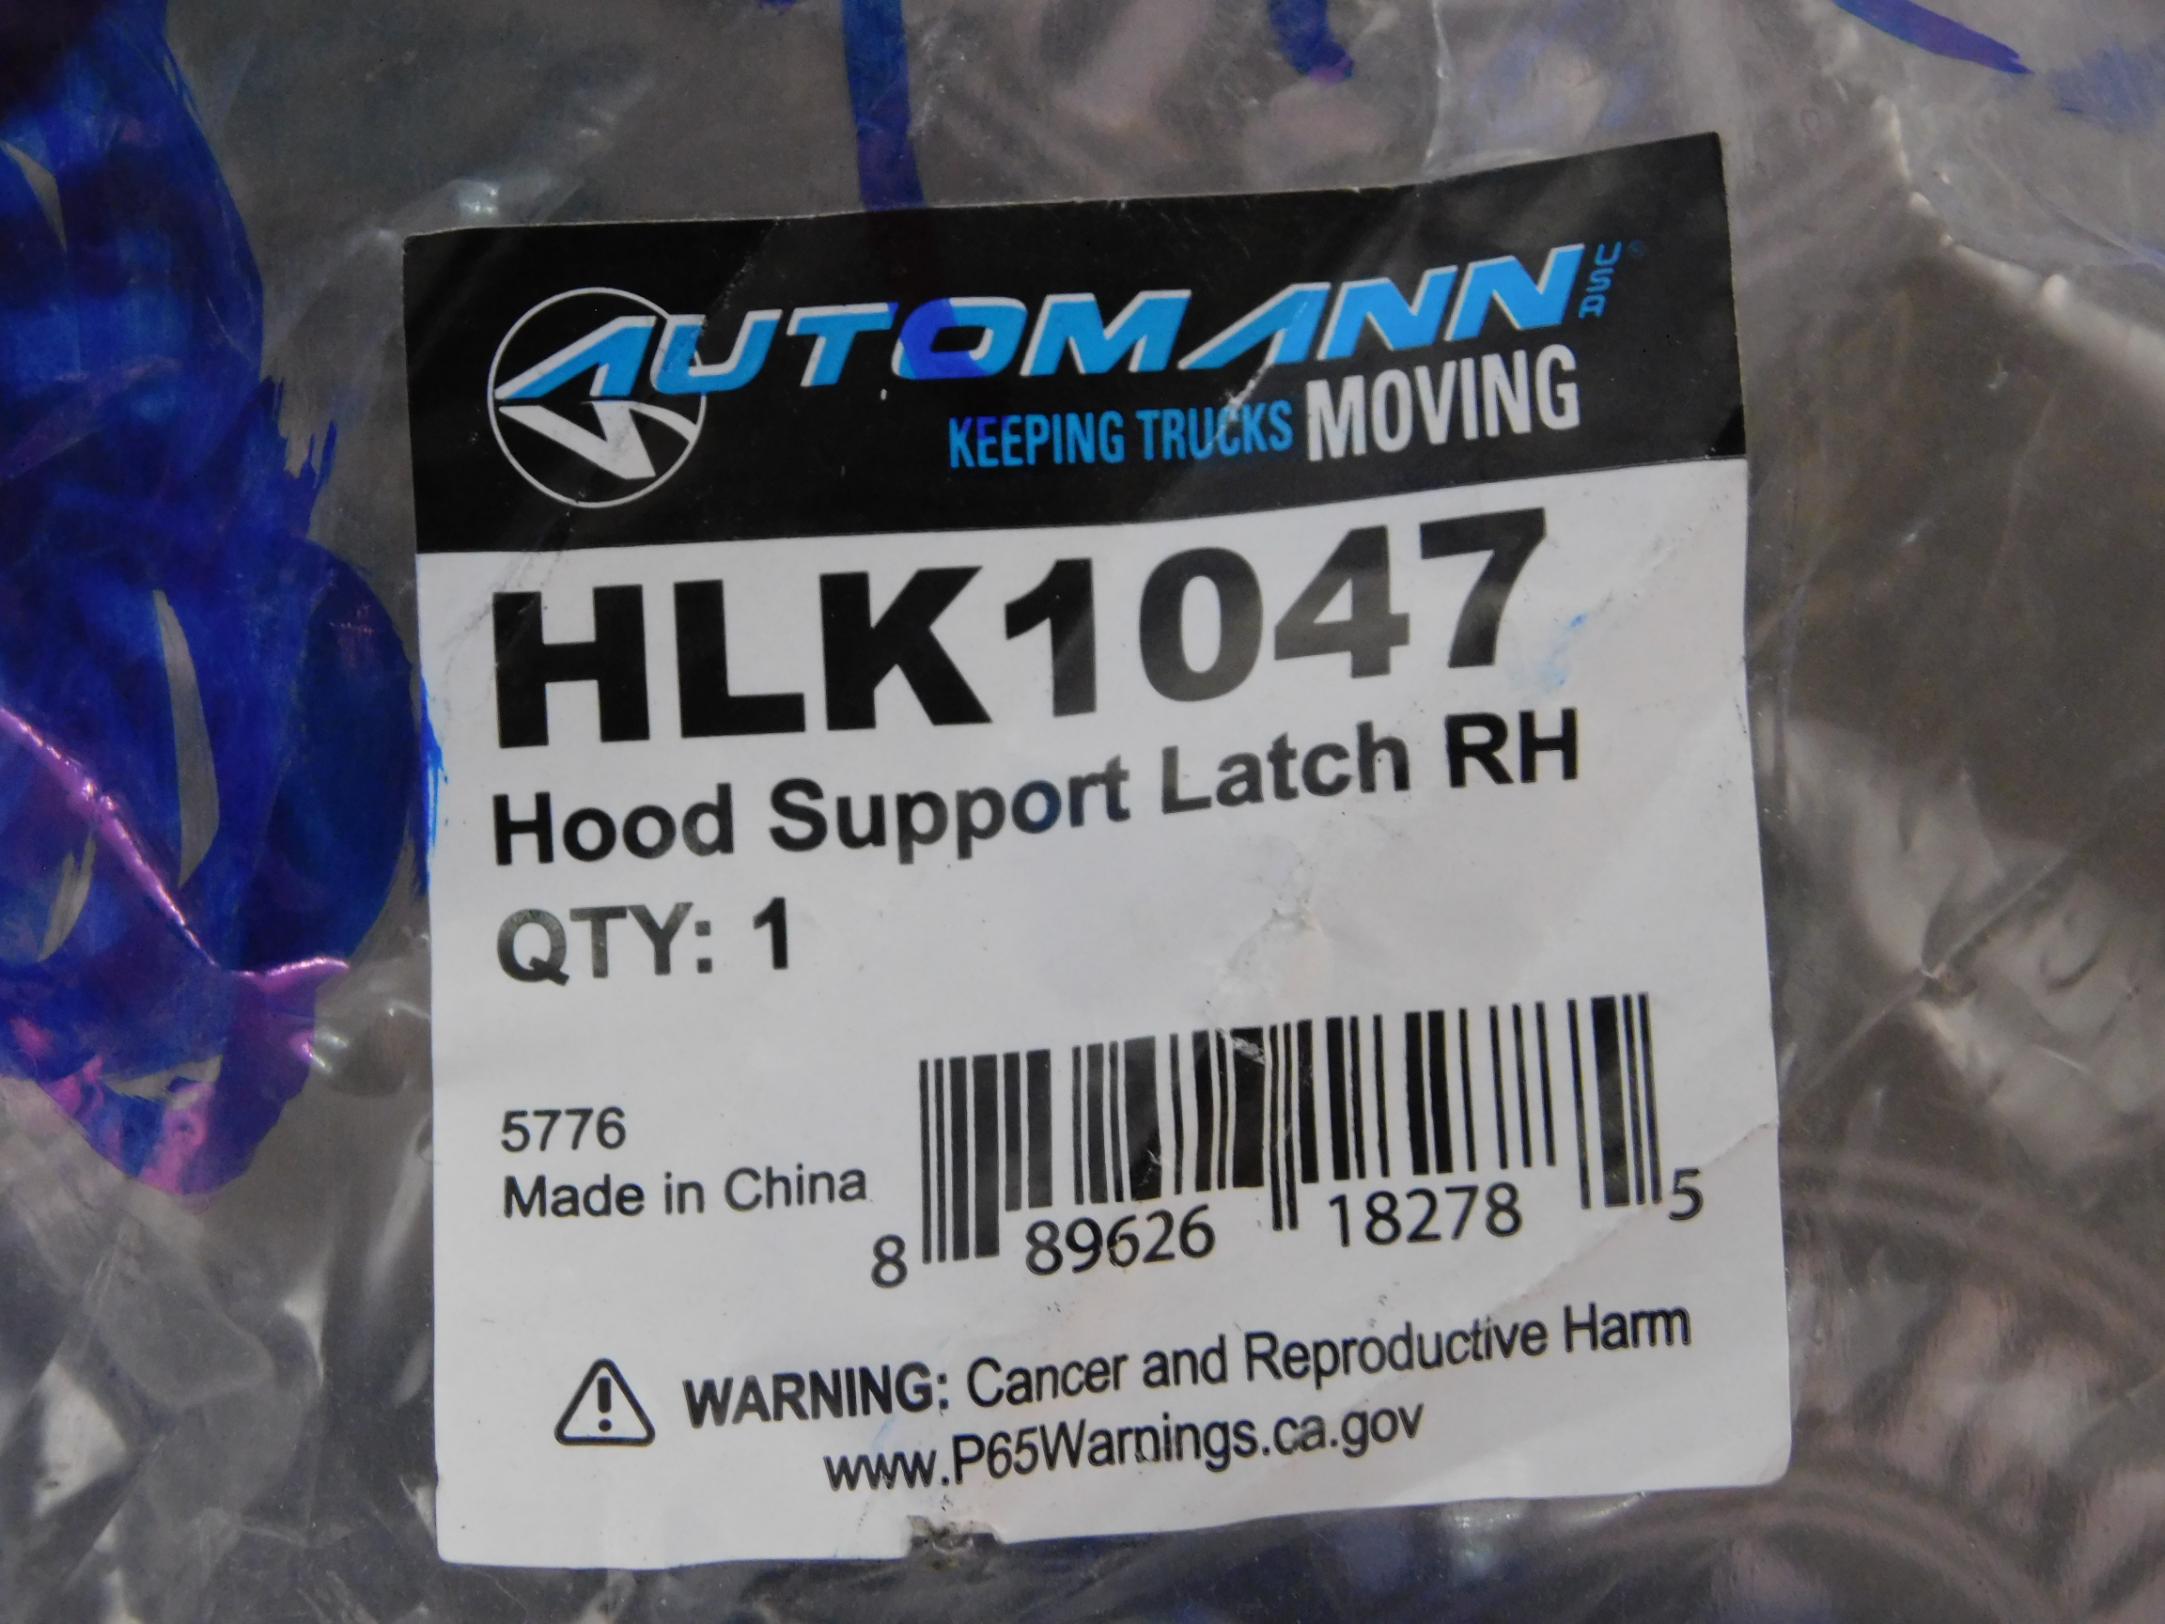 AUTOMANN USA
KEEPING TRUCKS MOVING
HLK1047
Hood Support Latch RH
QTY: 1
5776
Made in China
8 89626 18278 5
WARNING: Cancer and Reproductive Harm
www.P65Warnings.ca.gov